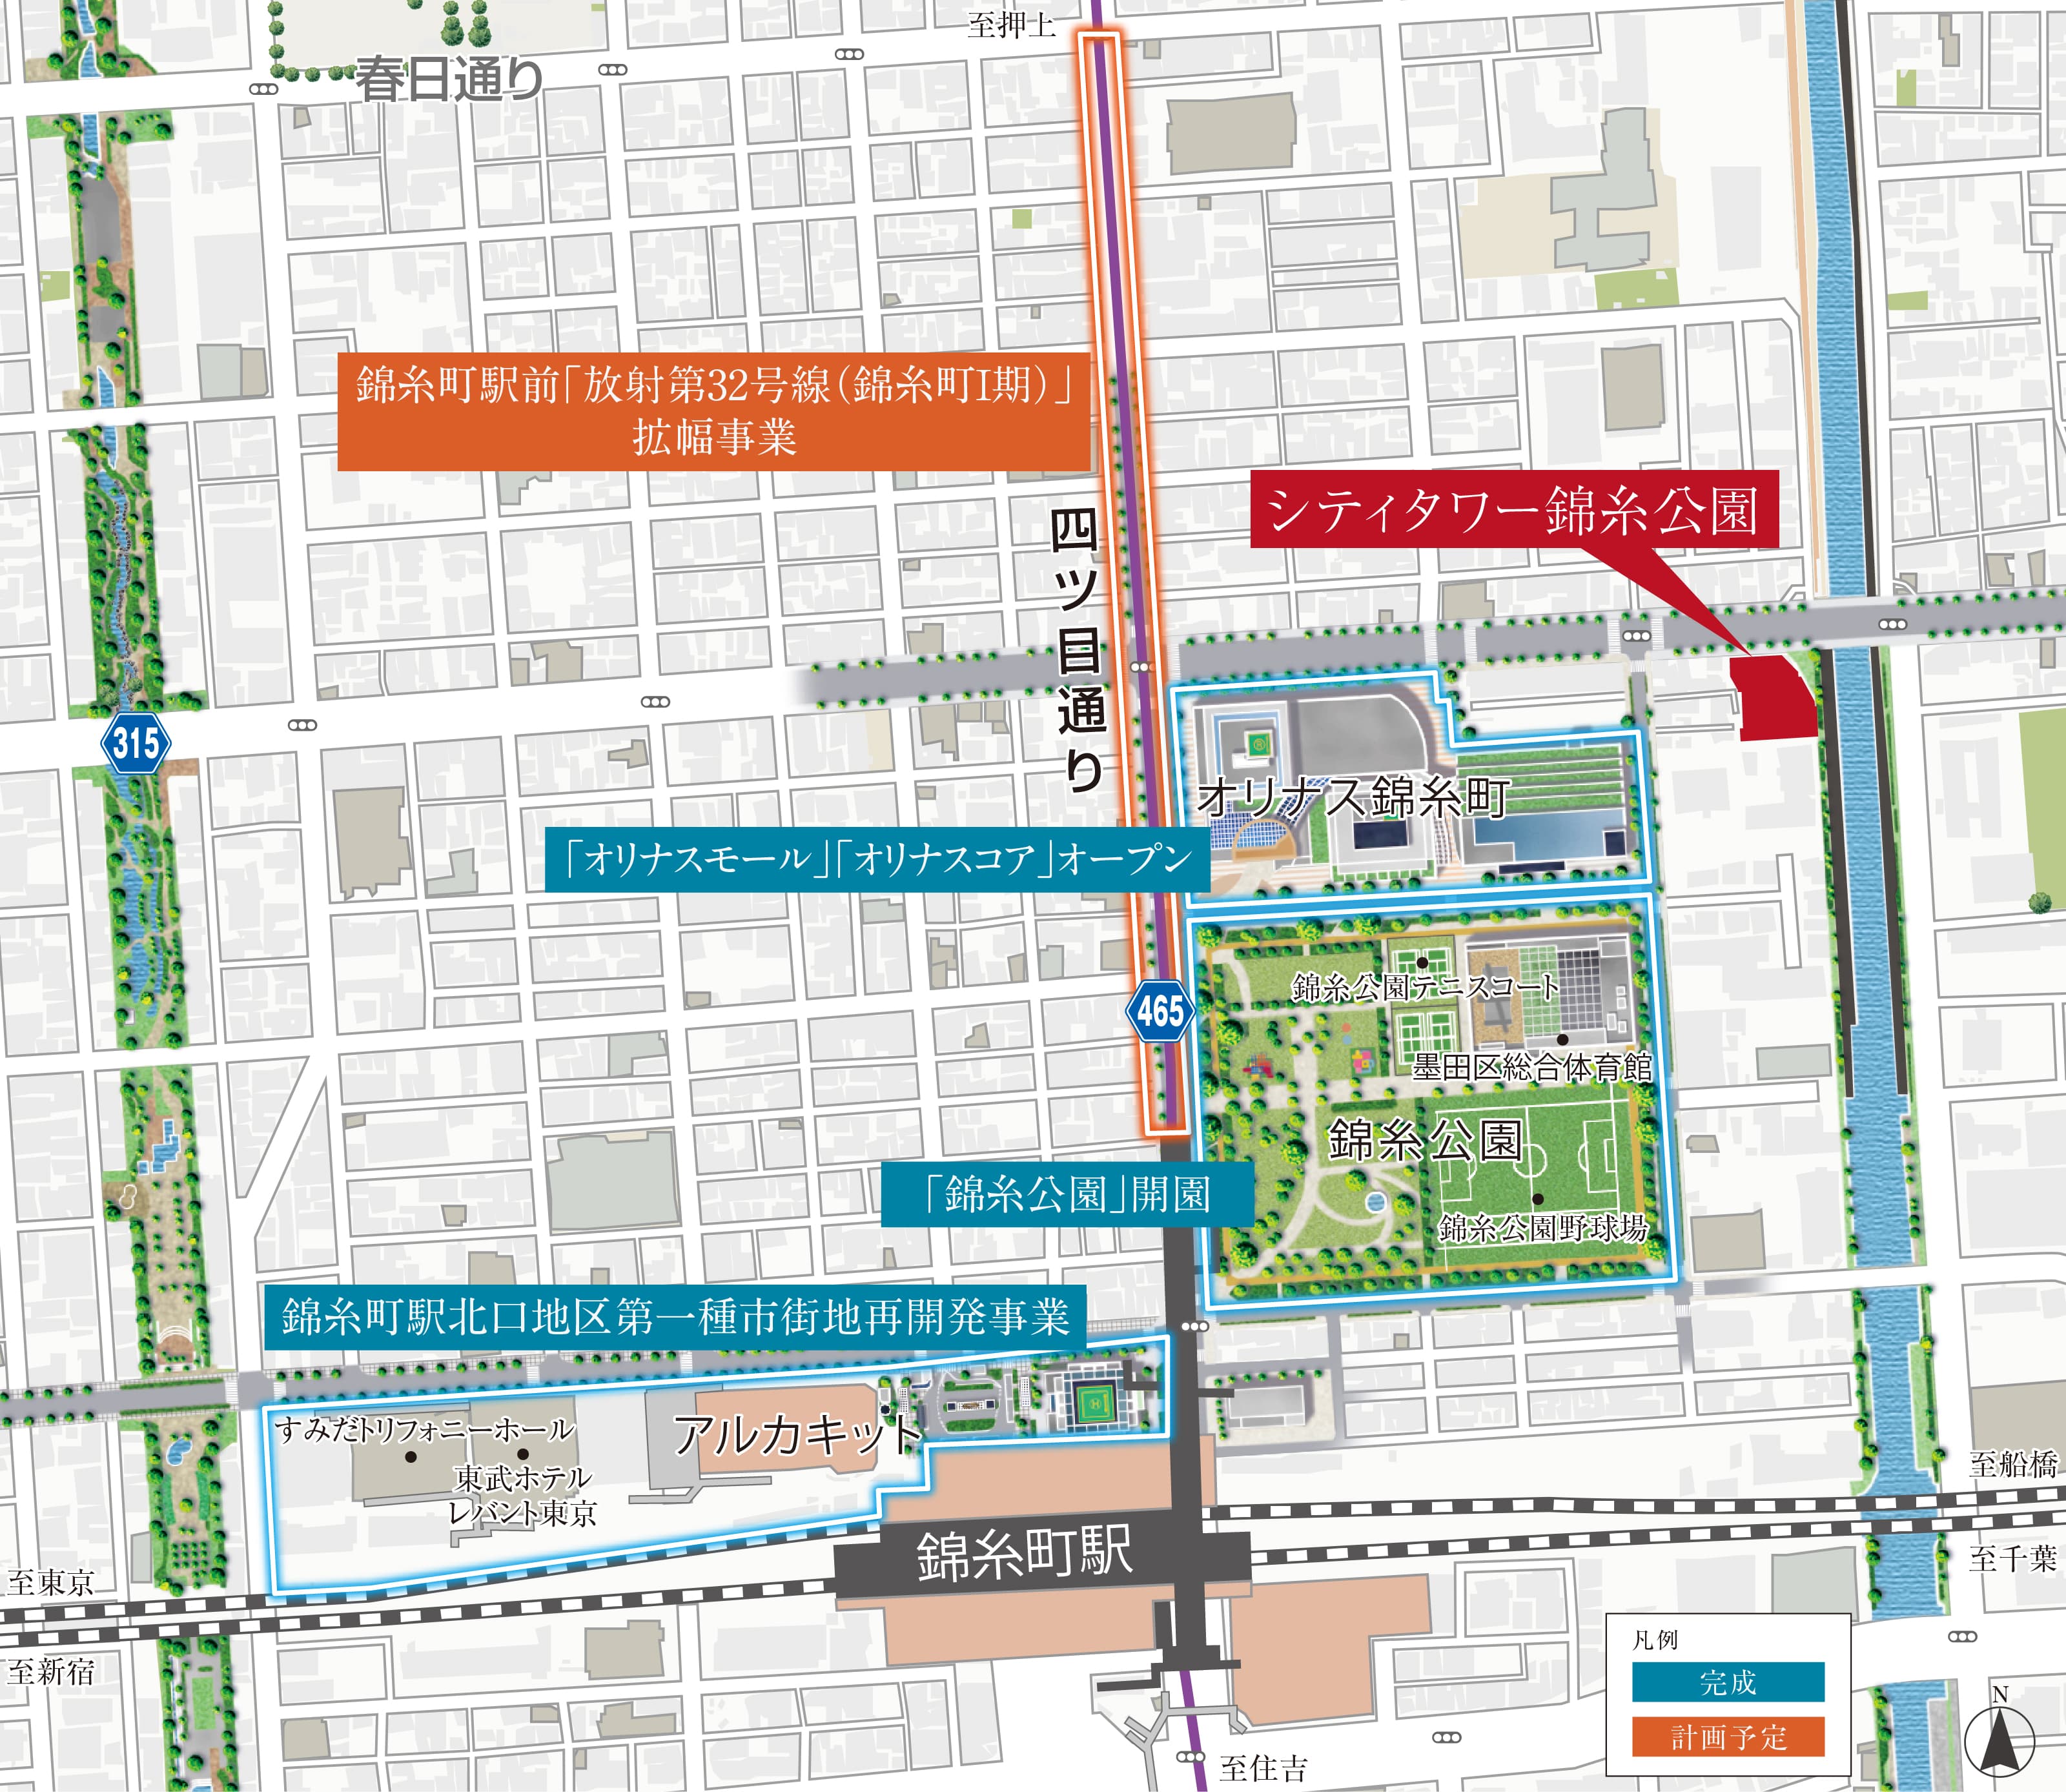 至押上
春日通り
錦糸町駅前「放射第32号線（錦糸町I期）」
拡幅事業
シティタワー錦糸公園
四ツ目通り
315
オリナス錦糸町
「オリナスモール」「オリナスコア」オープン
錦糸公園テニスコート
465
墨田区総合体育館
錦糸公園
「錦糸公園」開園
錦糸公園野球場
錦糸町駅北口地区第一種市街地再開発事業
すみだトリフォニーホール
アルカキット
東武ホテル
レバント東京
至船橋
錦糸町駅
至千葉
至東京
至新宿
凡例
完成
計画予定
N
至住吉
H
H